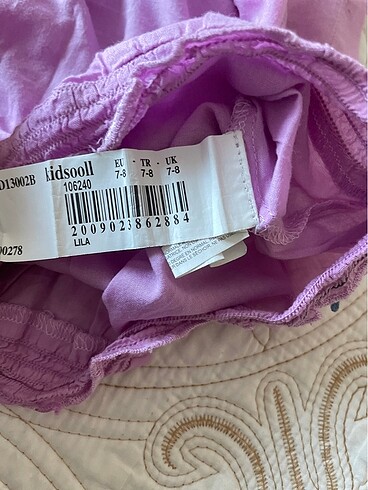 D13002B kidsooll EU - TR - UK
106240 7-8 - 7-8 - 7-8
2009023862884
90278 LILA